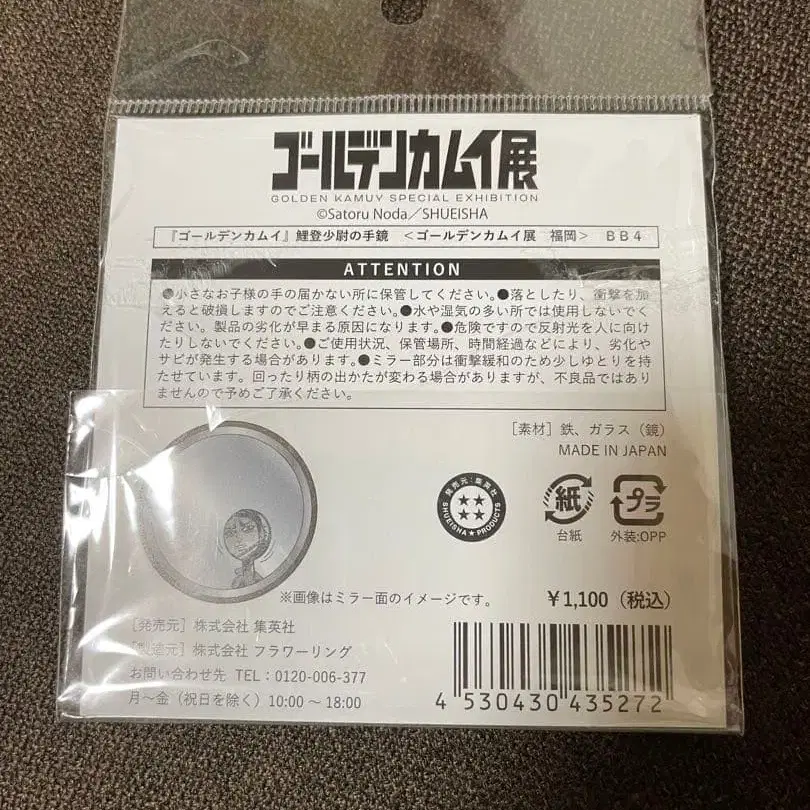 ゴールデンカムイ展
GOLDEN KAMUY SPECIAL EXHIBITION
©Satoru Noda／SHUEISHA
『ゴールデンカムイ』鯉登少尉の手鏡　＜ゴールデンカムイ展　福岡＞　ＢＢ４
ATTENTION
●小さなお子様の手の届かない所に保管してください。●落としたり、衝撃を加
えると破損しますのでご注意ください。●水や湿気の多い所では使用しないでく
ださい。製品の劣化が早まる原因になります。●危険ですので反射光を人に向け
たりしないでください。●ご使用状況、保管場所、時間経過などにより、劣化や
サビが発生する場合があります。●ミラー部分は衝撃緩和のため少しゆとりを持
たせています。回ったり柄の出かたが変わる場合がありますが、不良品ではあり
ませんので予めご了承ください。
［素材］鉄、ガラス（鏡）
MADE IN JAPAN
発売元：集英社
SHUEISHA★PRODUCTS
紙
台紙
プラ
外装:OPP
※画像はミラー面のイメージです。
￥1,100（税込）
［発売元］株式会社 集英社
［製造元］株式会社 フラワーリング
お問い合わせ先 TEL：0120-006-377
月～金（祝日を除く）10:00 ～ 18:00
4 530430 435272